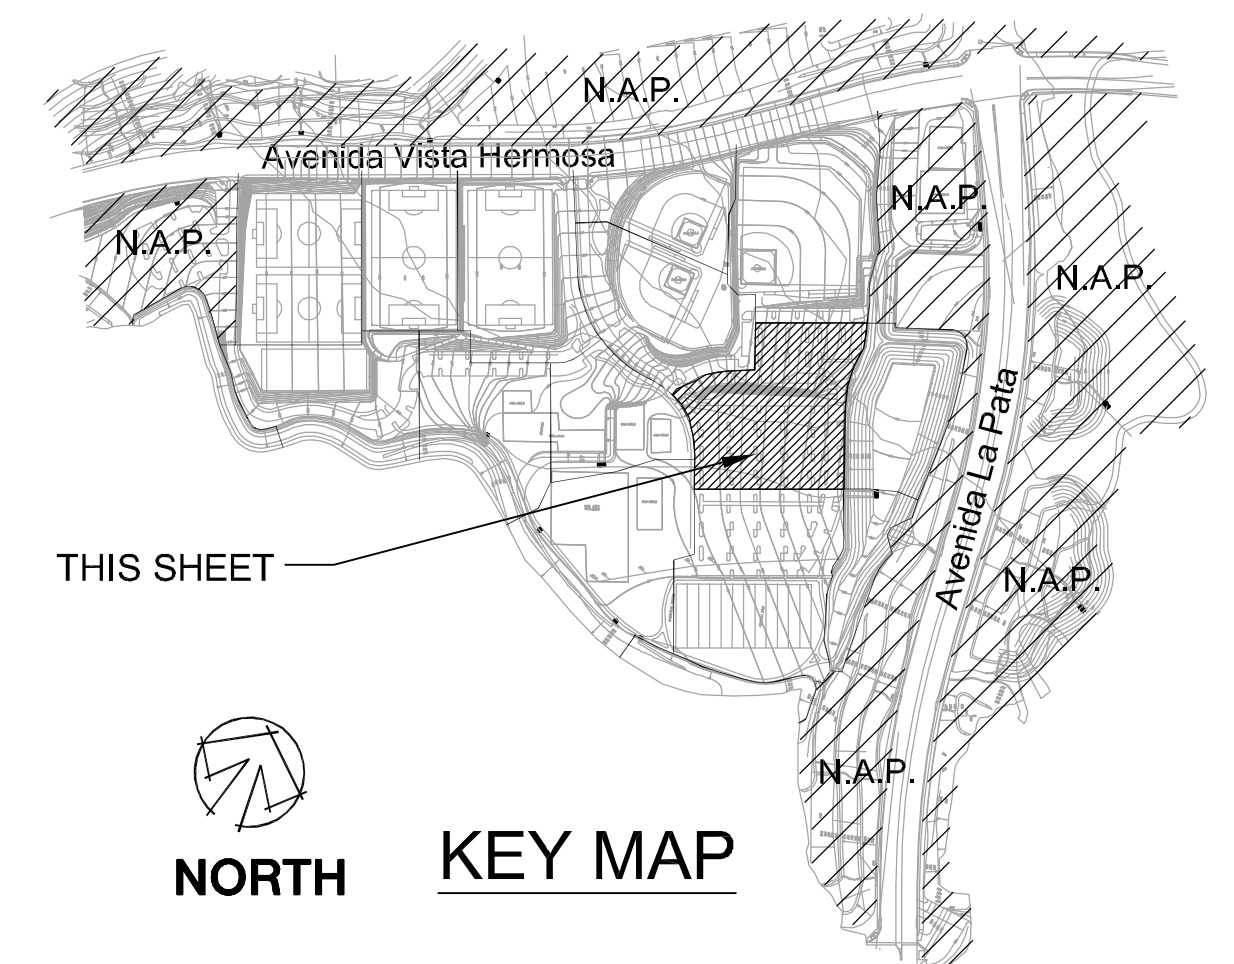 N.A.P.
Avenida Vista Hermosa
N.A.P.
N.A.P.
N.A.P.
Avenida La Pata
THIS SHEET
N.A.P.
N.A.P.
NORTH
KEY MAP